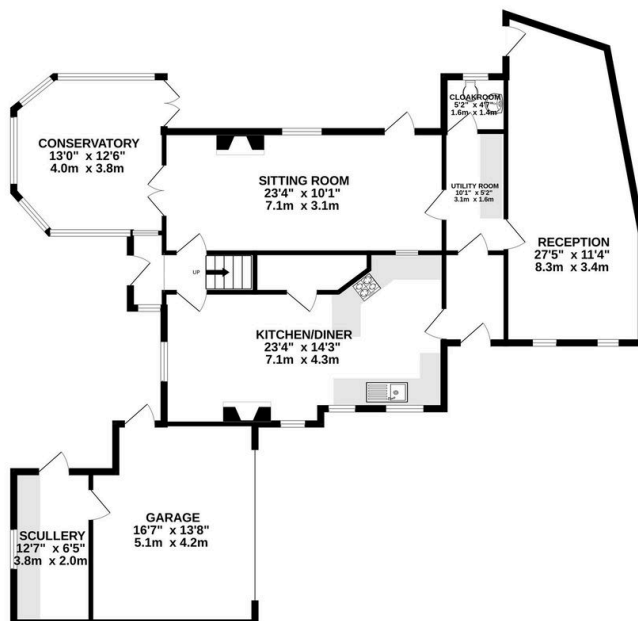 CLOAKROOM
5'2" x 4'7"
1.6m x 1.4m
CONSERVATORY
13'0" x 12'6"
4.0m x 3.8m
SITTING ROOM
23'4" x 10'1"
7.1m x 3.1m
UTILITY ROOM
10'1" x 5'2"
3.1m x 1.6m
RECEPTION
27'5" x 11'4"
8.3m x 3.4m
UP
KITCHEN/DINER
23'4" x 14'3"
7.1m x 4.3m
GARAGE
16'7" x 13'8"
5.1m x 4.2m
SCULLERY
12'7" x 6'5"
3.8m x 2.0m